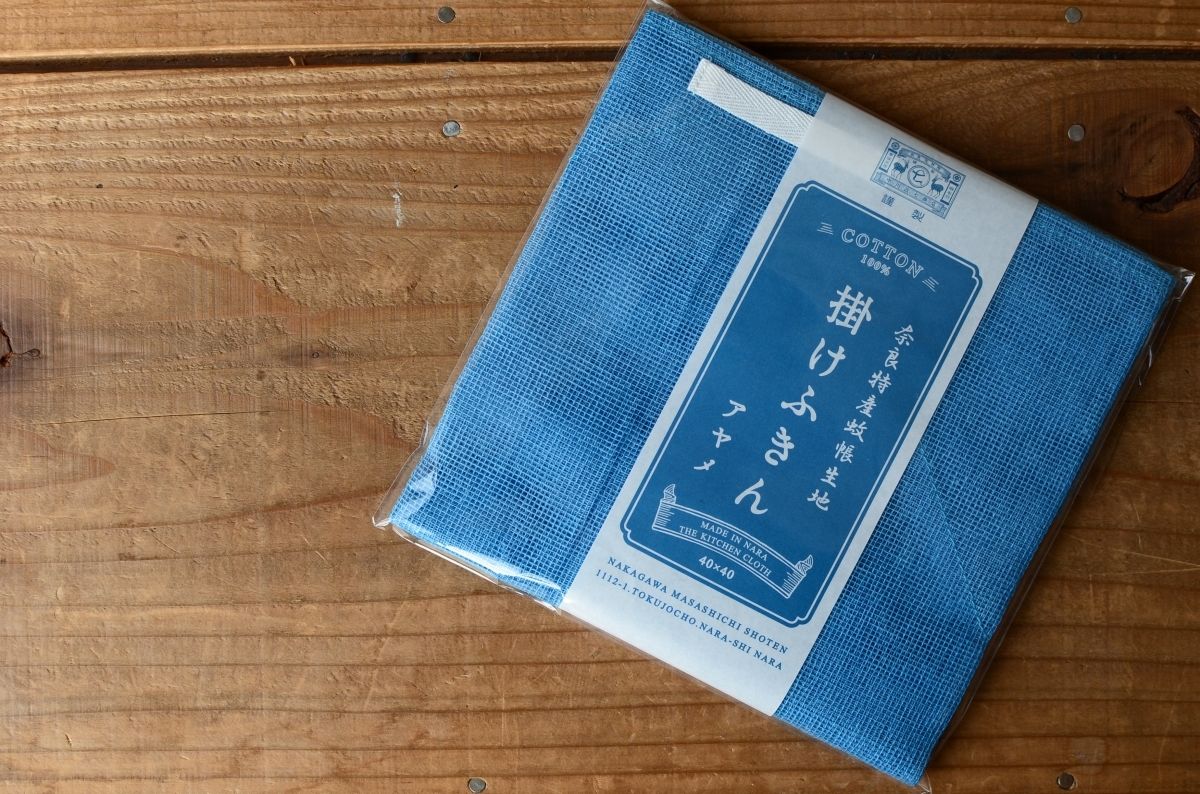 謹製
COTTON
100%
奈良特産蚊帳生地
掛けふきん
アヤメ
MADE IN NARA
THE KITCHEN CLOTH
40×40
NAKAGAWA MASASHICHI SHOTEN
1112-1.TOKUJOCHO.NARA-SHI NARA